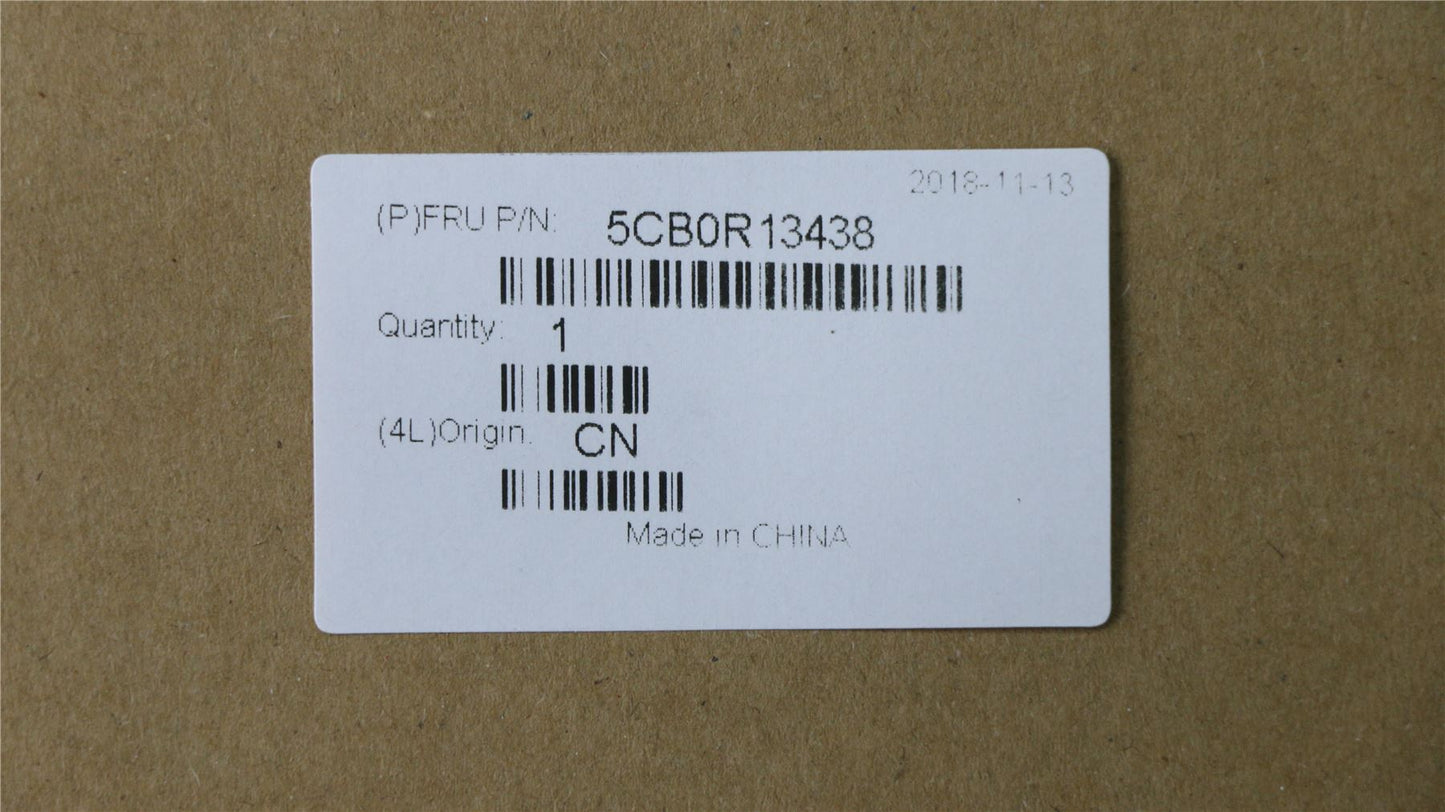 2018-11-13
(P)FRU P/N: 5CB0R13438
Quantity: 1
(4L)Origin: CN
Made in CHINA